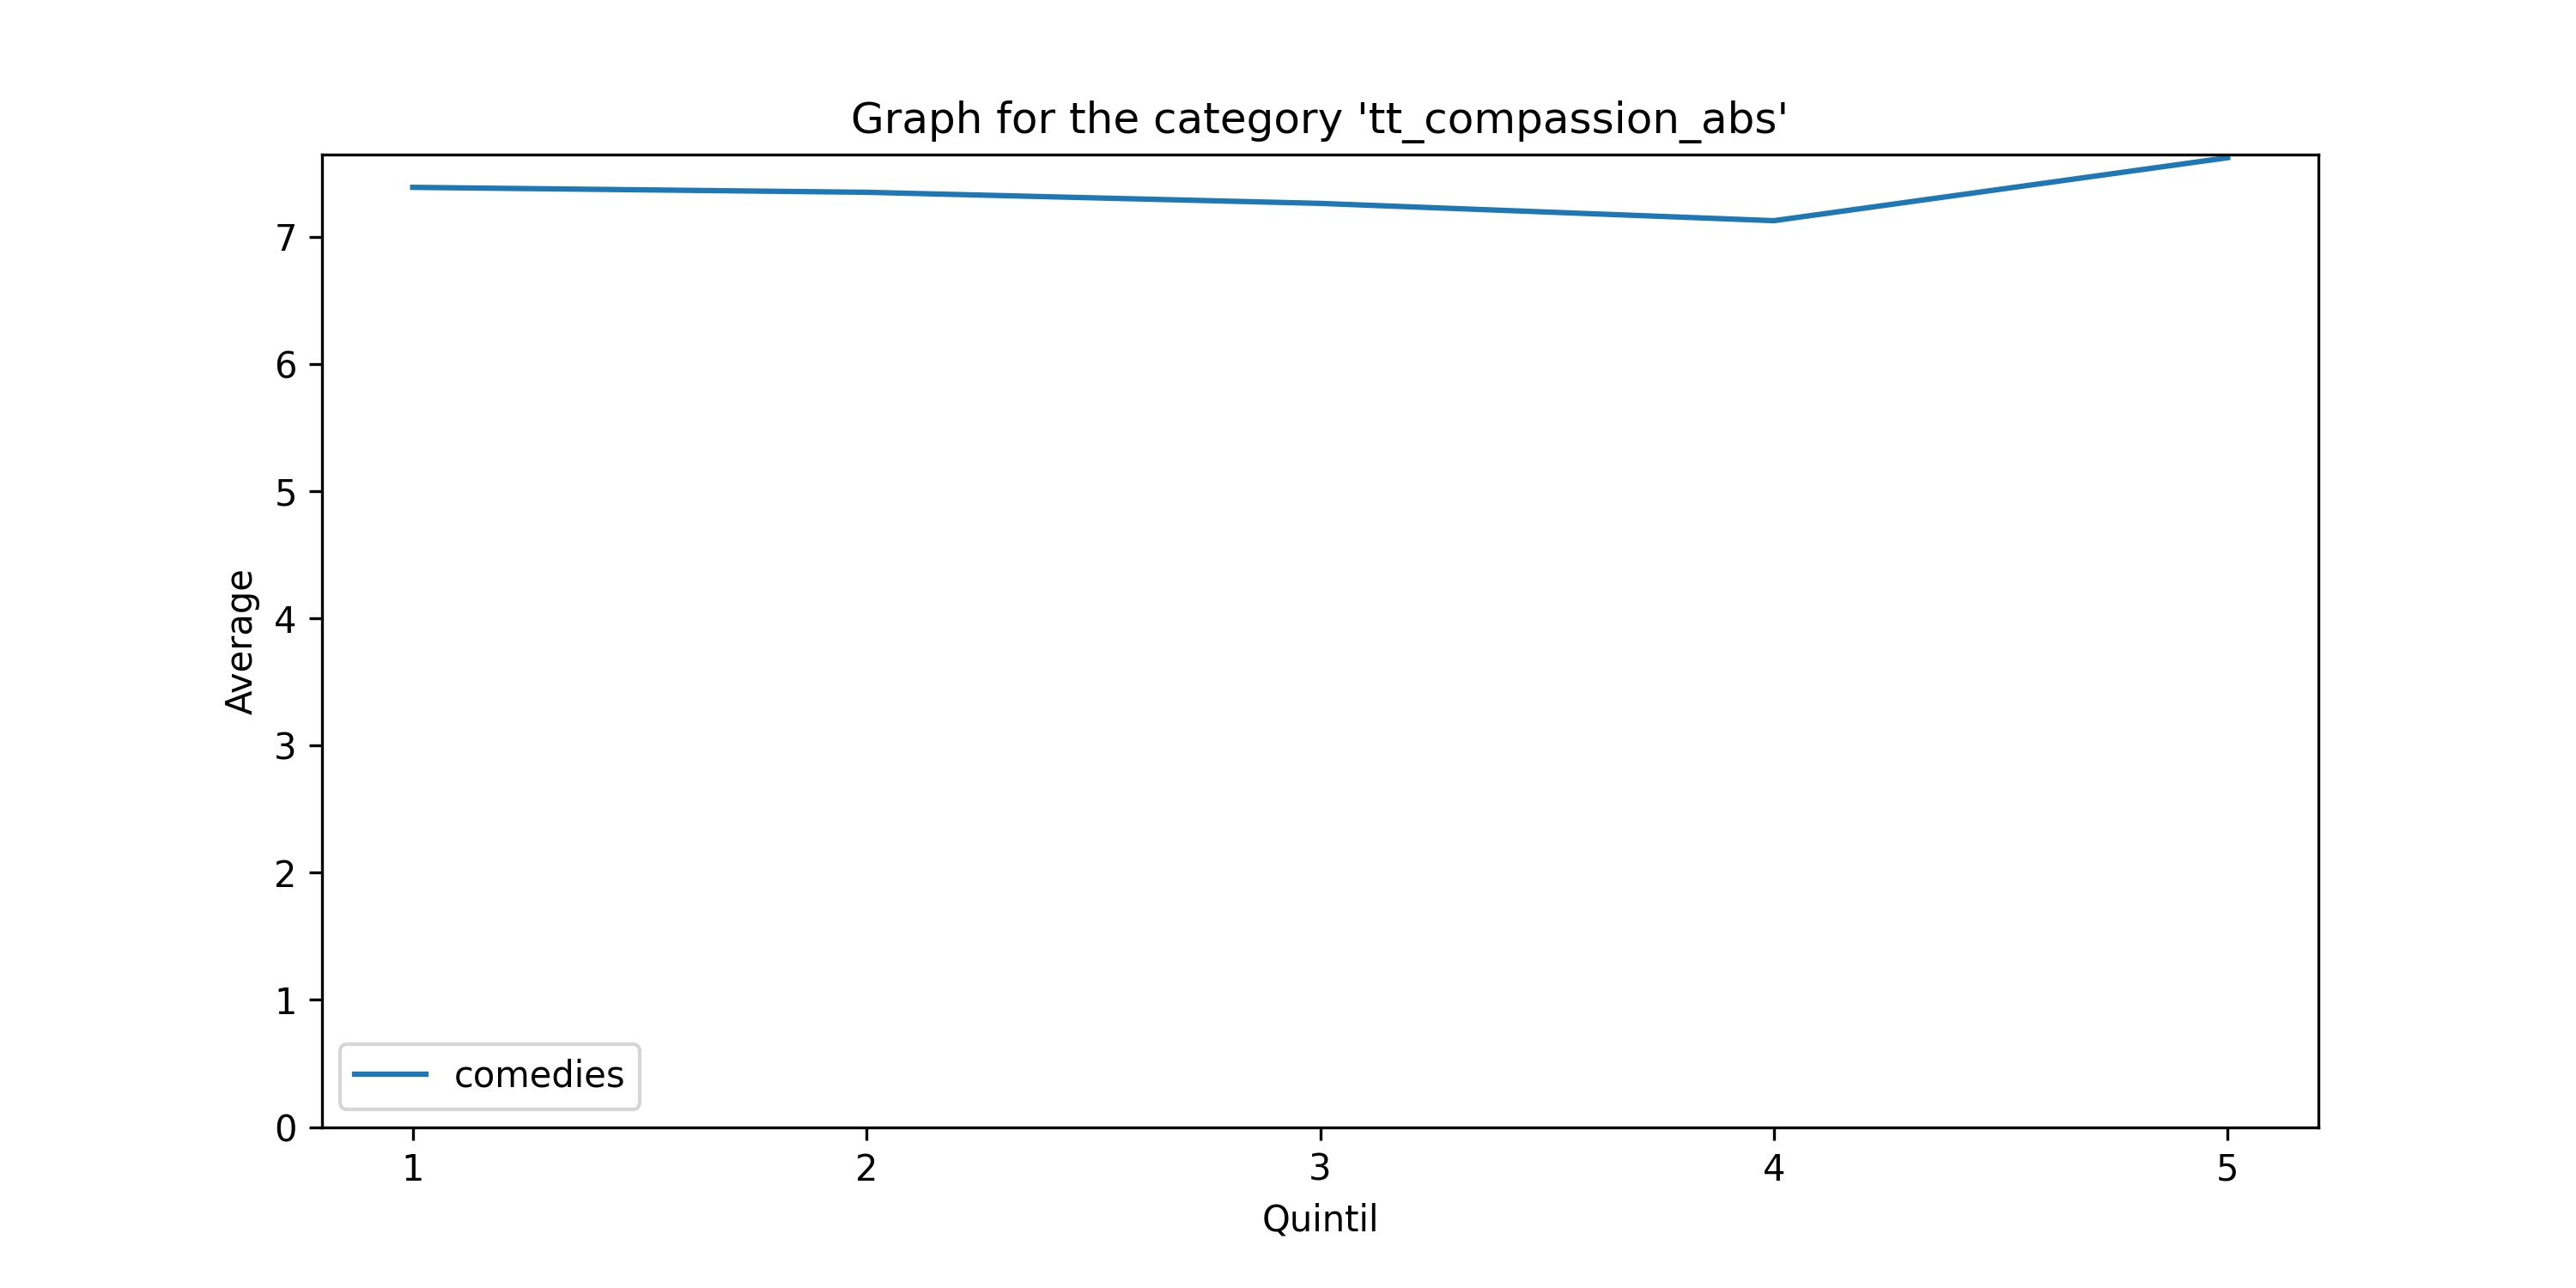 Graph for the category 'tt_compassion_abs'
Average
7
6
5
4
3
2
1
0
comedies
1 2 3 4 5
Quintil